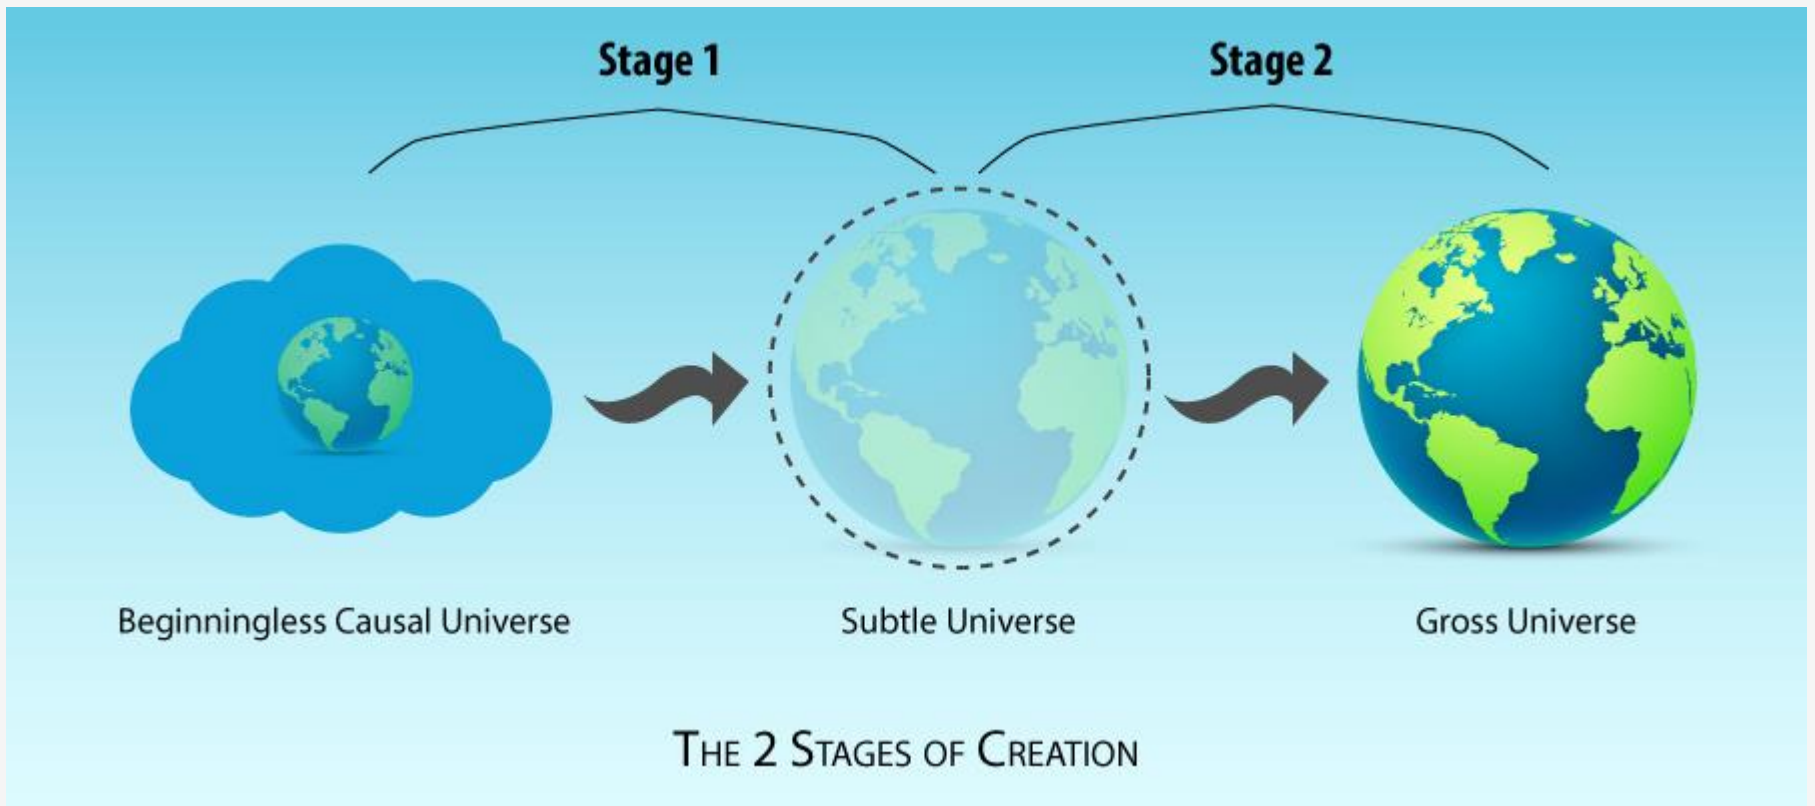 Stage 1
Stage 2
Beginningless Causal Universe
Subtle Universe
Gross Universe
THE 2 STAGES OF CREATION